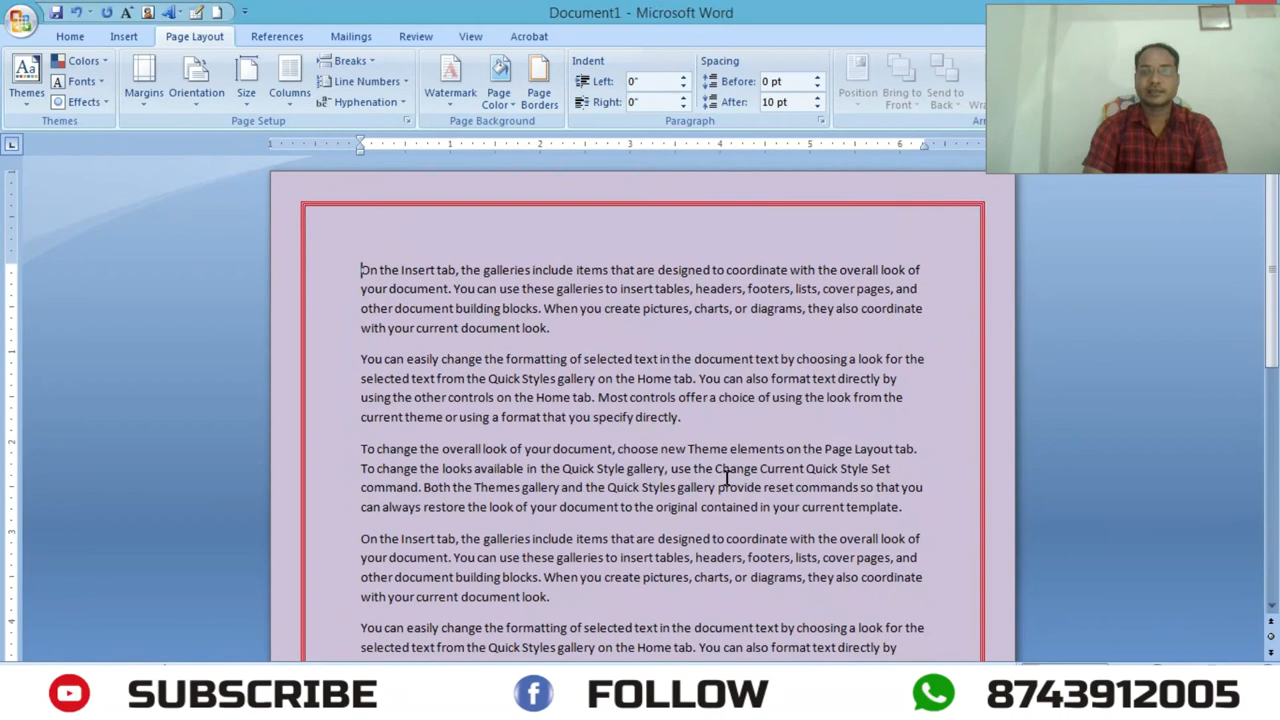 Document1 - Microsoft Word
Home Insert Page Layout References Mailings Review View Acrobat
Themes
Colors
Fonts
Effects
Themes
Margins
Orientation
Size
Columns
Breaks
Line Numbers
Hyphenation
Page Setup
Watermark
Page Color
Page Borders
Page Background
Indent
Left: 0"
Right: 0"
Spacing
Before: 0 pt
After: 10 pt
Paragraph
Position
Bring to Front
Send to Back
1 1 2 3 4 5 6
On the Insert tab, the galleries include items that are designed to coordinate with the overall look of
your document. You can use these galleries to insert tables, headers, footers, lists, cover pages, and
other document building blocks. When you create pictures, charts, or diagrams, they also coordinate
with your current document look.
You can easily change the formatting of selected text in the document text by choosing a look for the
selected text from the Quick Styles gallery on the Home tab. You can also format text directly by
using the other controls on the Home tab. Most controls offer a choice of using the look from the
current theme or using a format that you specify directly.
To change the overall look of your document, choose new Theme elements on the Page Layout tab.
To change the looks available in the Quick Style gallery, use the Change Current Quick Style Set
command. Both the Themes gallery and the Quick Styles gallery provide reset commands so that you
can always restore the look of your document to the original contained in your current template.
On the Insert tab, the galleries include items that are designed to coordinate with the overall look of
your document. You can use these galleries to insert tables, headers, footers, lists, cover pages, and
other document building blocks. When you create pictures, charts, or diagrams, they also coordinate
with your current document look.
You can easily change the formatting of selected text in the document text by choosing a look for the
selected text from the Quick Styles gallery on the Home tab. You can also format text directly by
SUBSCRIBE FOLLOW 8743912005